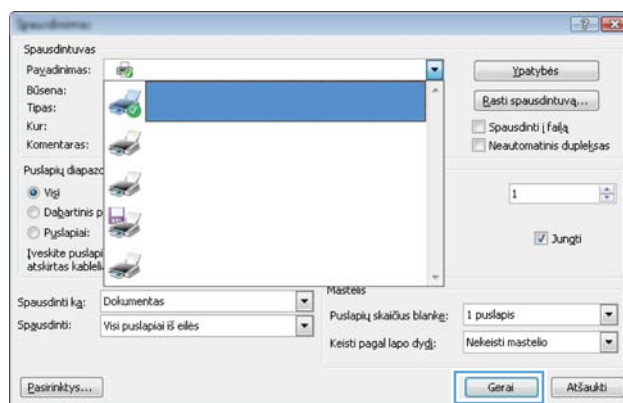 Spausdinimas
Spausdintuvas
Pavadinimas:
Ypatybės
Būsena:
Rasti spausdintuvą...
Tipas:
Kur:
Spausdinti į failą
Komentaras:
Neautomatinis dupleksas
Puslapių diapazo
Visi
1
Dabartinis p
Puslapiai:
Jungti
Įveskite puslapi
atskirtas kableli
Mastelis
Spausdinti ką: Dokumentas
Puslapių skaičius blanke: 1 puslapis
Spausdinti: Visi puslapiai iš eilės
Keisti pagal lapo dydį: Nekeisti mastelio
Pasirinktys...
Gerai
Atšaukti